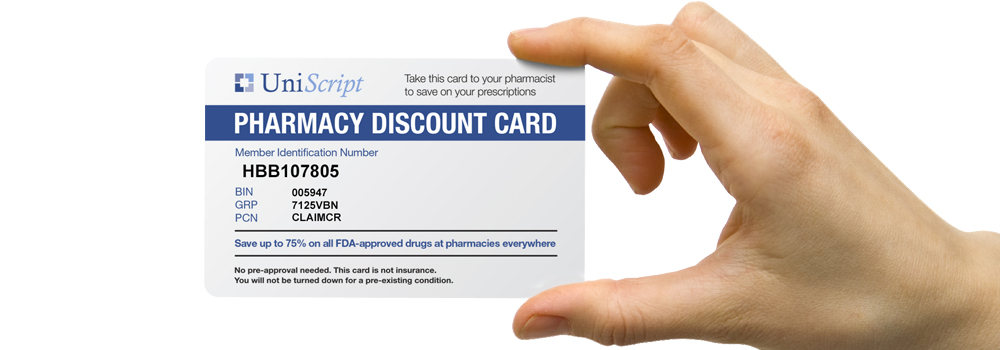 UniScript
Take this card to your pharmacist
to save on your prescriptions
PHARMACY DISCOUNT CARD
Member Identification Number
HBB107805
BIN 005947
GRP 7125VBN
PCN CLAIMCR
Save up to 75% on all FDA-approved drugs at pharmacies everywhere
No pre-approval needed. This card is not insurance.
You will not be turned down for a pre-existing condition.